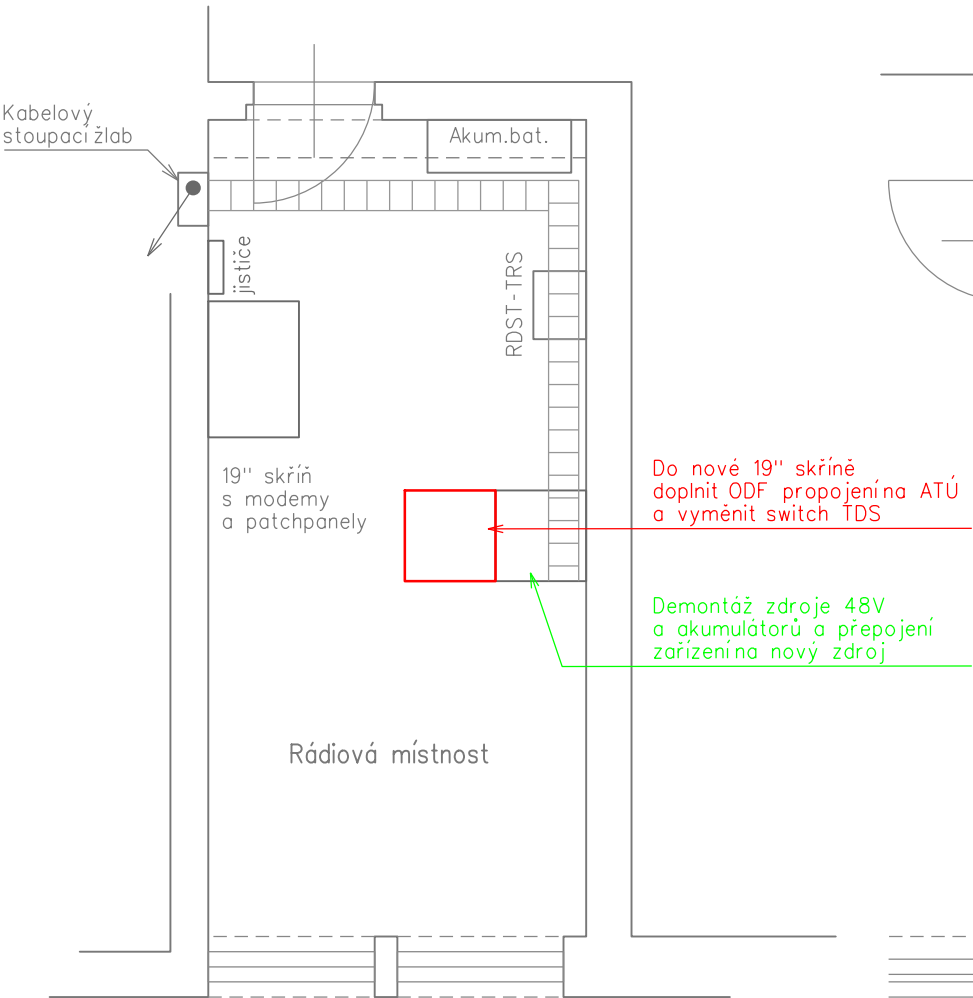 Kabelový
stoupací žlab
Akum.bat.
jističe
RDST-TRS
19'' skříň
s modemy
a patchpanely
Do nové 19'' skříně
doplnit ODF propojení na ATÚ
a vyměnit switch TDS
Demontáž zdroje 48V
a akumulátorů a přepojení
zařízení na nový zdroj
Rádiová místnost